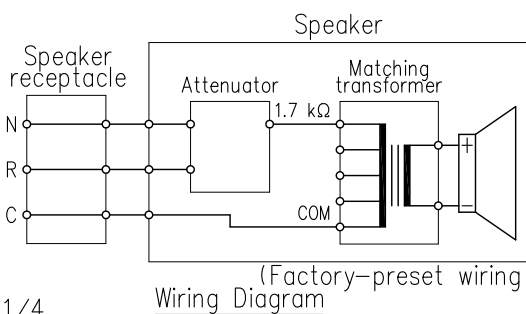 Speaker
Speaker
receptacle
Attenuator
Matching
transformer
1.7 kΩ
N
R
C
COM
+
−
(Factory-preset wiring
1/4
Wiring Diagram